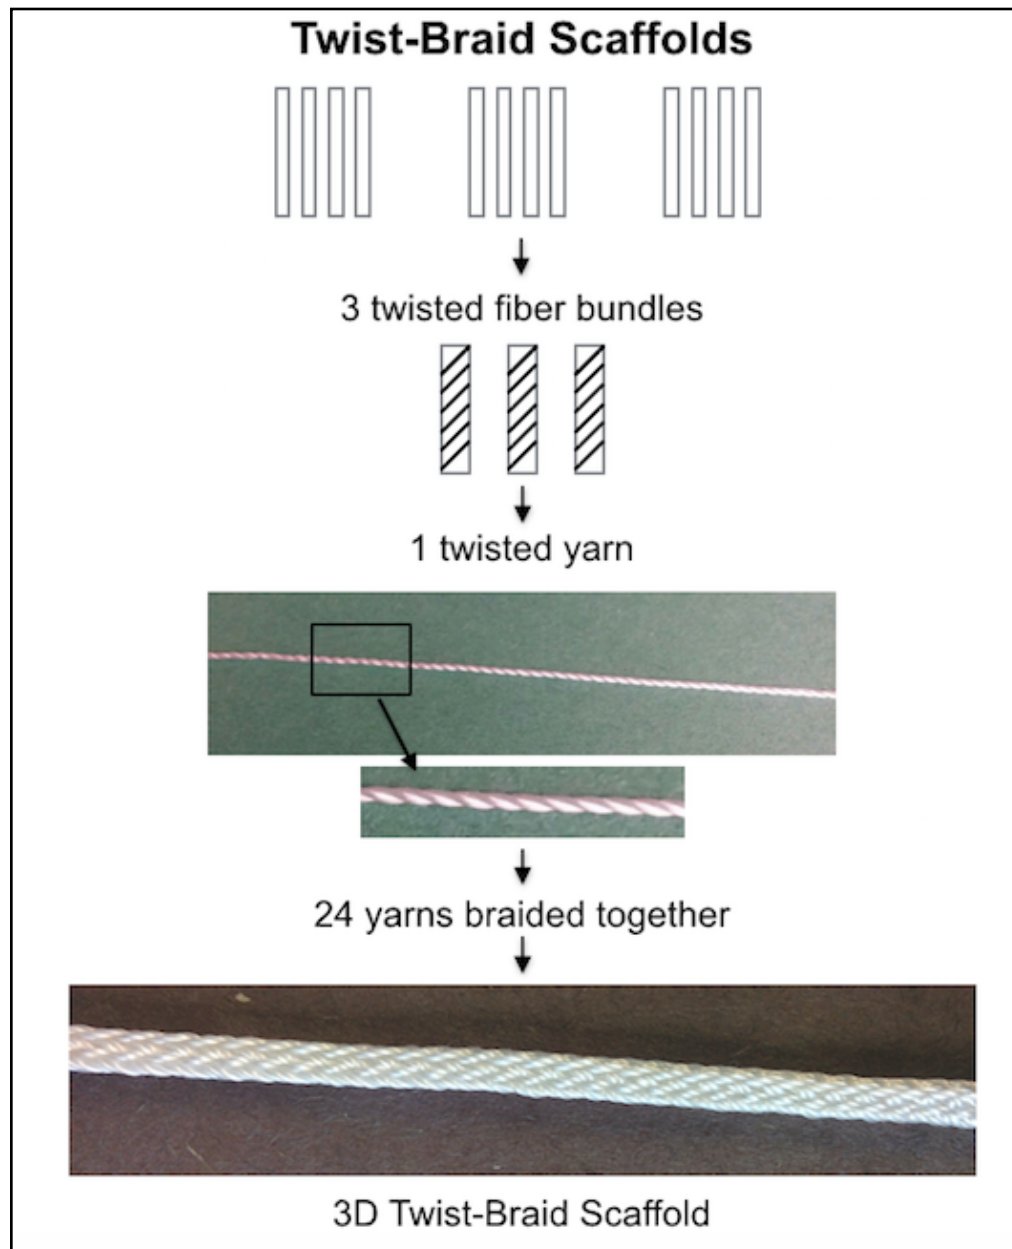 Twist-Braid Scaffolds
3 twisted fiber bundles
1 twisted yarn
24 yarns braided together
3D Twist-Braid Scaffold